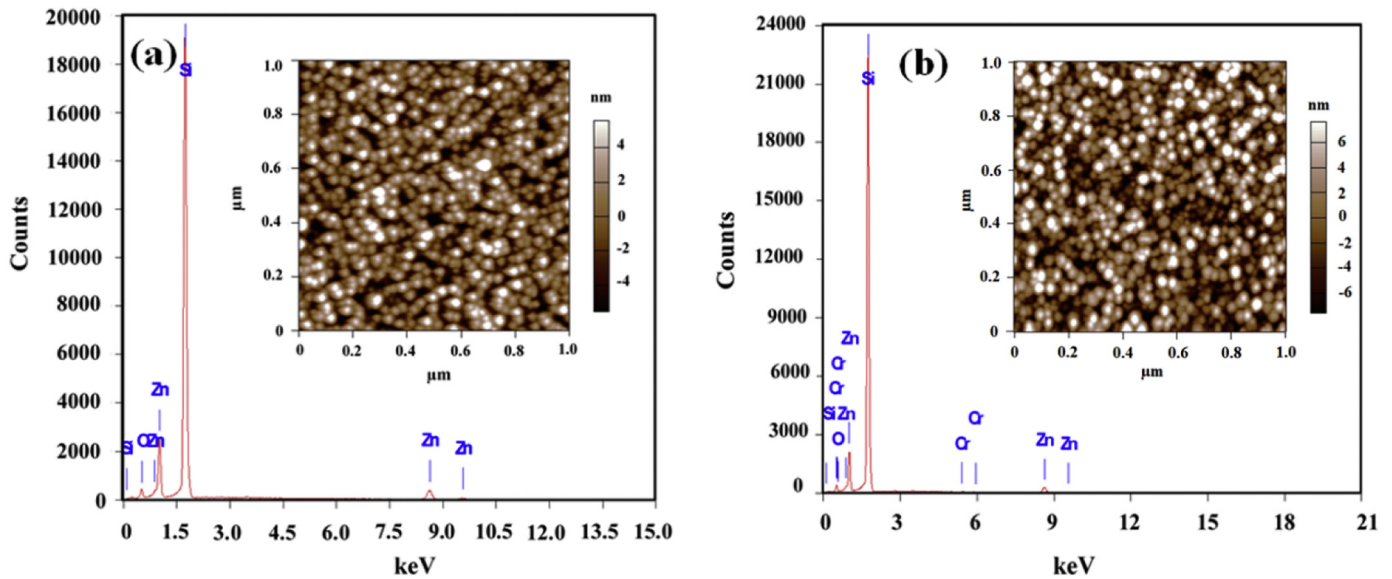 (a)
20000
18000
16000
14000
12000
10000
8000
6000
4000
2000
0
Counts
0 1.5 3.0 4.5 6.0 7.5 9.0 10.5 12.0 13.5 15.0
keV
Si
Zn
Si O Zn
Zn Zn
1.0
0.8
0.6
0.4
0.2
0
µm
0 0.2 0.4 0.6 0.8 1.0
µm
nm
4
2
0
-2
-4
(b)
24000
21000
18000
15000
12000
9000
6000
3000
0
Counts
0 3 6 9 12 15 18 21
keV
Si
Zn
Cr
Cr
Si Zn
O
Cr Cr Zn Zn
1.0
0.8
0.6
0.4
0.2
0
µm
0 0.2 0.4 0.6 0.8 1.0
µm
nm
6
4
2
0
-2
-4
-6